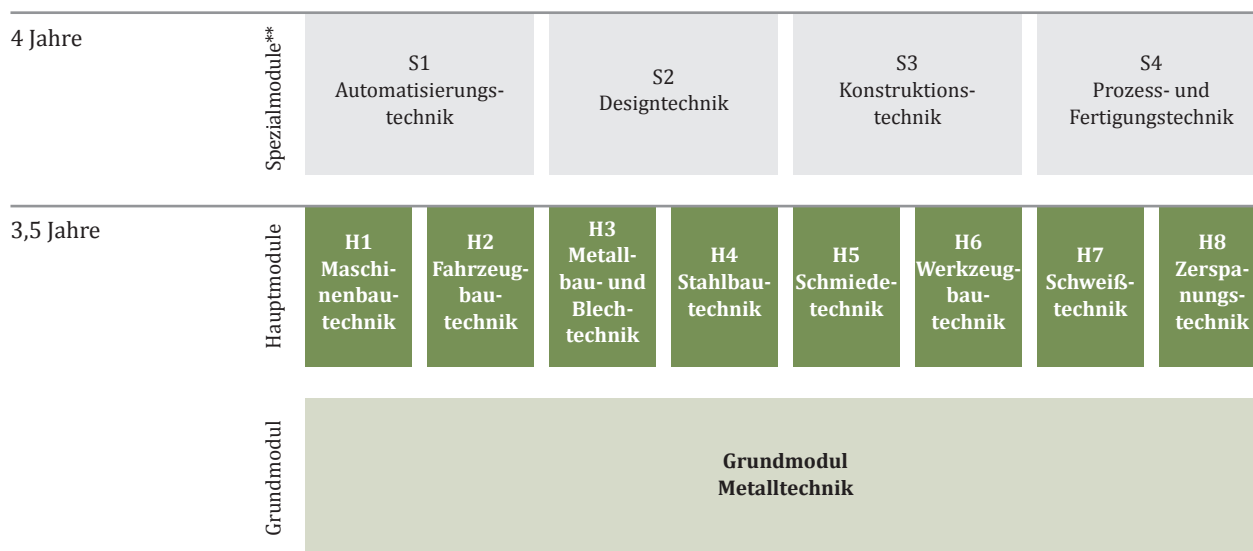 4 Jahre
Spezialmodule**
S1
Automatisierungs-
technik
S2
Designtechnik
S3
Konstruktions-
technik
S4
Prozess- und
Fertigungstechnik
3,5 Jahre
Hauptmodule
H1
Maschi-
nenbau-
technik
H2
Fahrzeug-
bau-
technik
H3
Metall-
bau- und
Blech-
technik
H4
Stahlbau-
technik
H5
Schmiede-
technik
H6
Werkzeug-
bau-
technik
H7
Schweiß-
technik
H8
Zerspa-
nungs-
technik
Grundmodul
Grundmodul
Metalltechnik